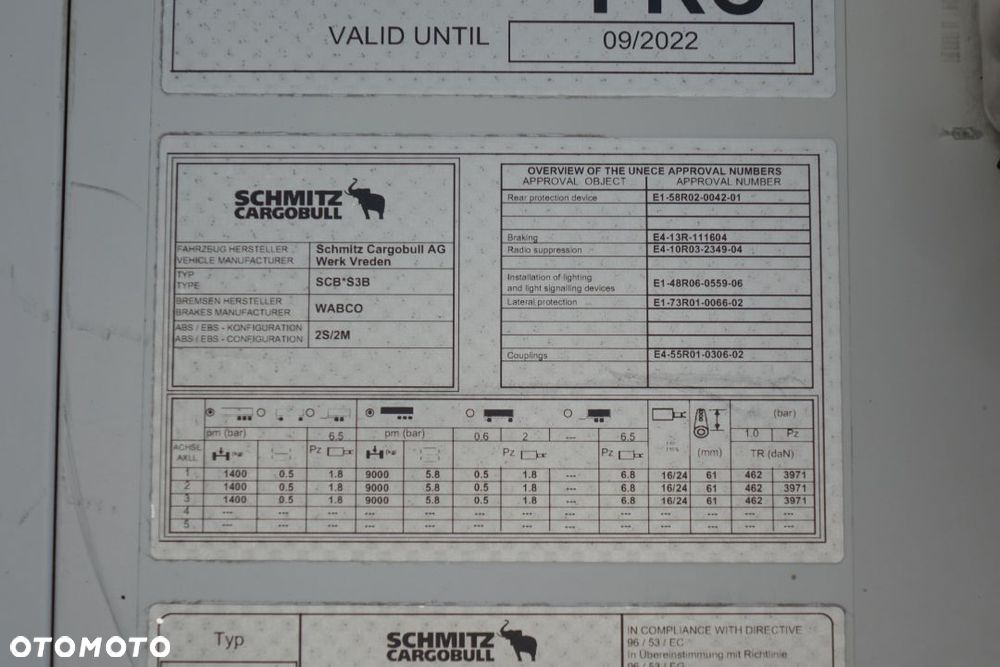 VALID UNTIL 09/2022
SCHMITZ
CARGOBULL
FAHRZEUG HERSTELLER
VEHICLE MANUFACTURER
Schmitz Cargobull AG
Werk Vreden
TYP
TYPE
SCB*S3B
BREMSEN HERSTELLER
BRAKES MANUFACTURER
WABCO
ABS / EBS - KONFIGURATION
ABS / EBS - CONFIGURATION
2S/2M
OVERVIEW OF THE UNECE APPROVAL NUMBERS
APPROVAL OBJECT APPROVAL NUMBER
Rear protection device E1-58R02-0042-01
Braking E4-13R-111604
Radio suppression E4-10R03-2349-04
Installation of lighting
and light signalling devices E1-48R06-0559-06
Lateral protection E1-73R01-0066-02
Couplings E4-55R01-0306-02
(bar)
pm (bar) 6.5 pm (bar) 0.6 2 --- 6.5 1.0 Pz
ACHSE
AXLE
Pz Pz Pz (mm) TR (daN)
1 1400 0.5 1.8 9000 5.8 0.5 1.8 --- 6.8 16/24 61 462 3971
2 1400 0.5 1.8 9000 5.8 0.5 1.8 --- 6.8 16/24 61 462 3971
3 1400 0.5 1.8 9000 5.8 0.5 1.8 --- 6.8 16/24 61 462 3971
4 --- --- --- --- --- --- --- --- --- --- --- --- ---
5 --- --- --- --- --- --- --- --- --- --- --- --- ---
Typ
SCHMITZ
CARGOBULL
IN COMPLIANCE WITH DIRECTIVE
96 / 53 / EC
In Übereinstimmung mit Richtlinie
96 / 53 / EG
OTOMOTO